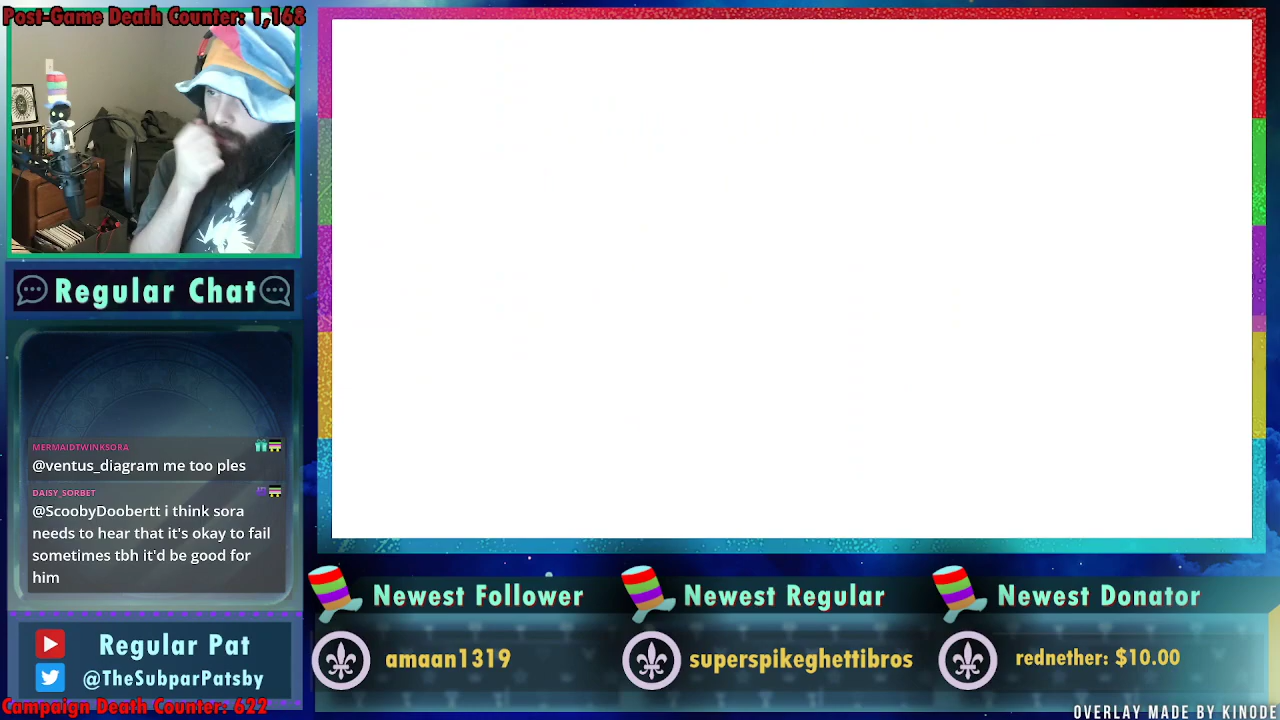 Post-Game Death Counter: 1,168
Regular Chat
MERMAIDTWINKSORA
@ventus_diagram me too ples
DAISY_SORBET
@ScoobyDoobertt i think sora
needs to hear that it's okay to fail
sometimes tbh it'd be good for
him
Regular Pat
@TheSubparPatsby
Campaign Death Counter: 622
Newest Follower
amaan1319
Newest Regular
superspikeghettibros
Newest Donator
rednether: $10.00
OVERLAY MADE BY KINODE